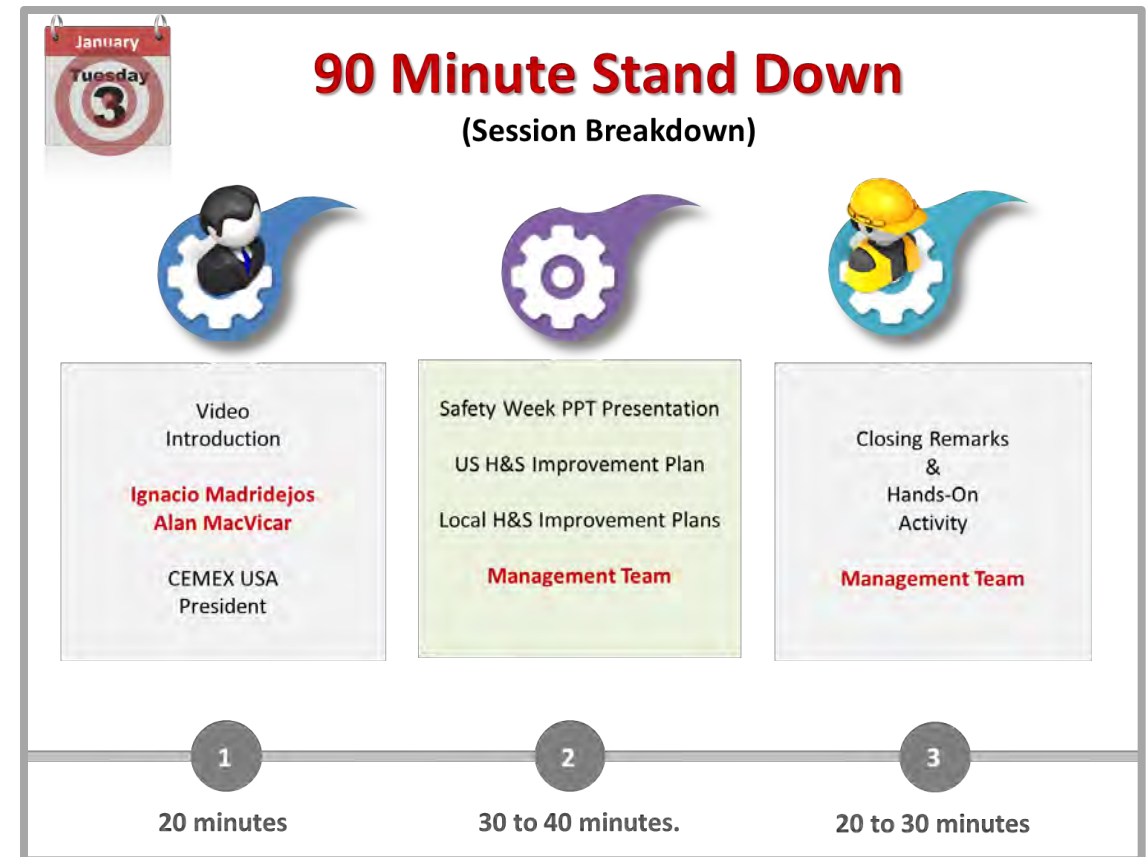 January
Tuesday
3
90 Minute Stand Down
(Session Breakdown)
Video
Introduction
Ignacio Madridejos
Alan MacVicar
CEMEX USA
President
Safety Week PPT Presentation
US H&S Improvement Plan
Local H&S Improvement Plans
Management Team
Closing Remarks
&
Hands-On
Activity
Management Team
1
2
3
20 minutes
30 to 40 minutes.
20 to 30 minutes